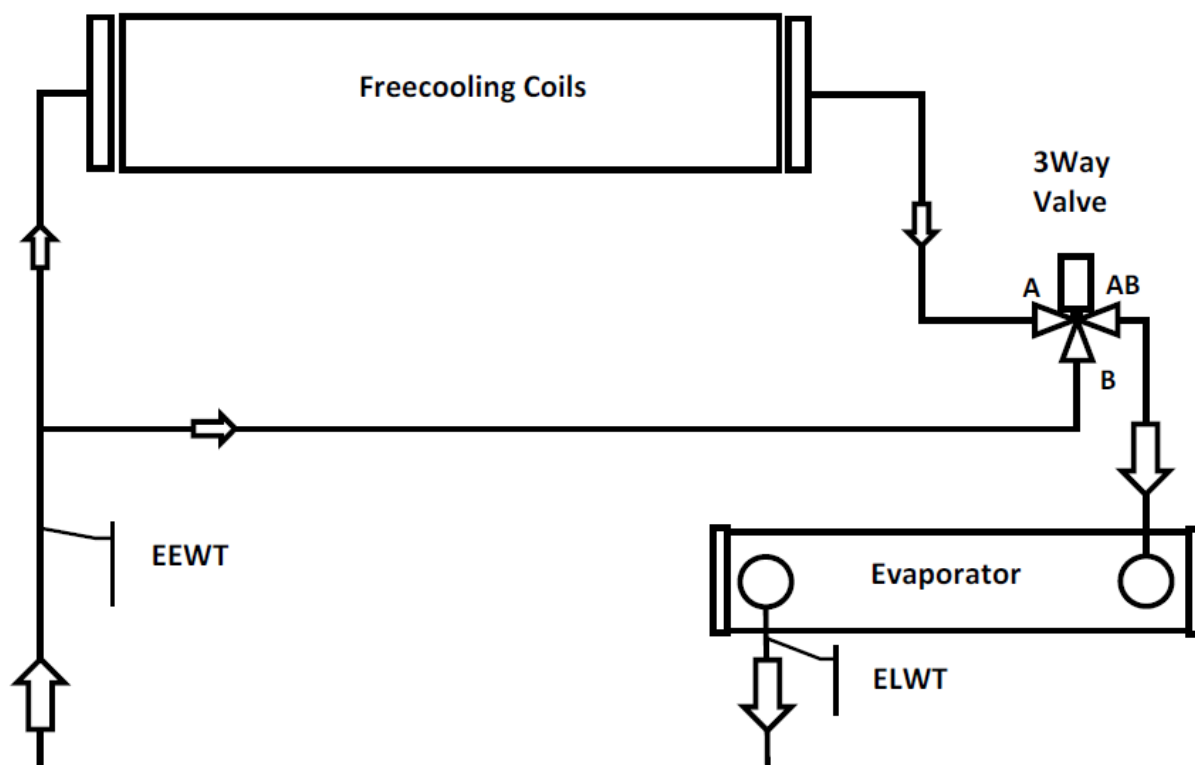 Freecooling Coils
3Way
Valve
A
AB
B
EEWT
Evaporator
ELWT